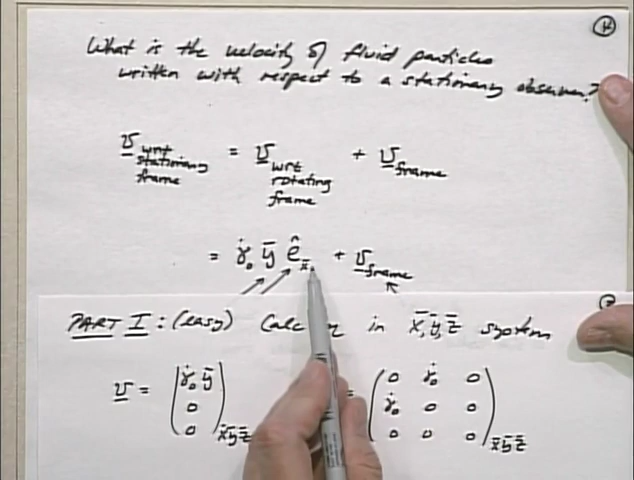 What is the velocity of fluid particles
written with respect to a stationary observer?
v wrt stationary frame = v wrt rotating frame + v frame
= γ̇₀ ȳ ê_x̄ + v frame
PART I: (easy) Calc in x̄, ȳ, z̄ system
v = (γ̇₀ȳ 0 0)x̄ȳz̄ = (0 γ̇₀ 0
γ̇₀ 0 0
0 0 0)x̄ȳz̄